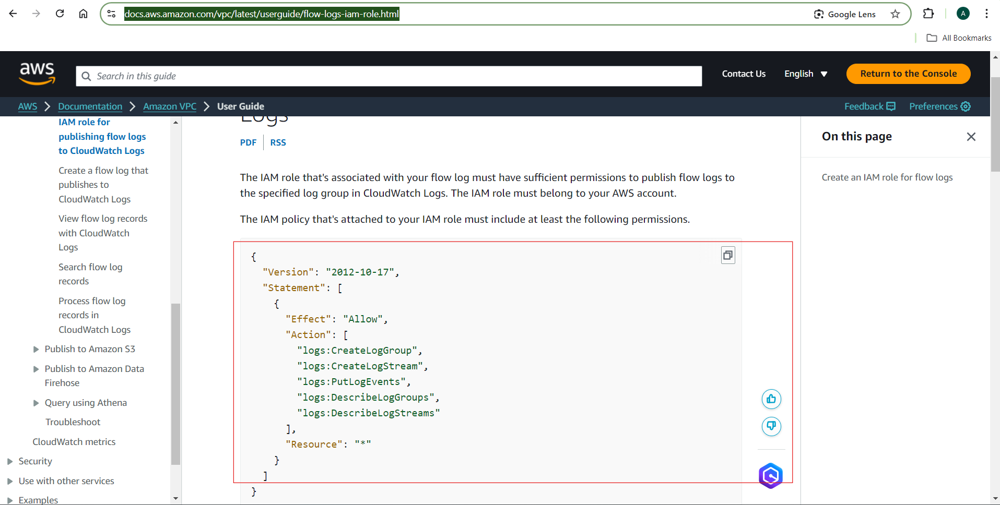 docs.aws.amazon.com/vpc/latest/userguide/flow-logs-iam-role.html
Google Lens
A
All Bookmarks
aws
Search in this guide
Contact Us
English
Return to the Console
AWS
Documentation
Amazon VPC
User Guide
Feedback
Preferences
IAM role for
publishing flow logs
to CloudWatch Logs
Create a flow log that
publishes to
CloudWatch Logs
View flow log records
with CloudWatch
Logs
Search flow log
records
Process flow log
records in
CloudWatch Logs
Publish to Amazon S3
Publish to Amazon Data
Firehose
Query using Athena
Troubleshoot
CloudWatch metrics
Security
Use with other services
Examples
Logs
PDF
RSS
The IAM role that's associated with your flow log must have sufficient permissions to publish flow logs to
the specified log group in CloudWatch Logs. The IAM role must belong to your AWS account.
The IAM policy that's attached to your IAM role must include at least the following permissions.
{
"Version": "2012-10-17",
"Statement": [
{
"Effect": "Allow",
"Action": [
"logs:CreateLogGroup",
"logs:CreateLogStream",
"logs:PutLogEvents",
"logs:DescribeLogGroups",
"logs:DescribeLogStreams"
],
"Resource": "*"
}
]
}
On this page
Create an IAM role for flow logs